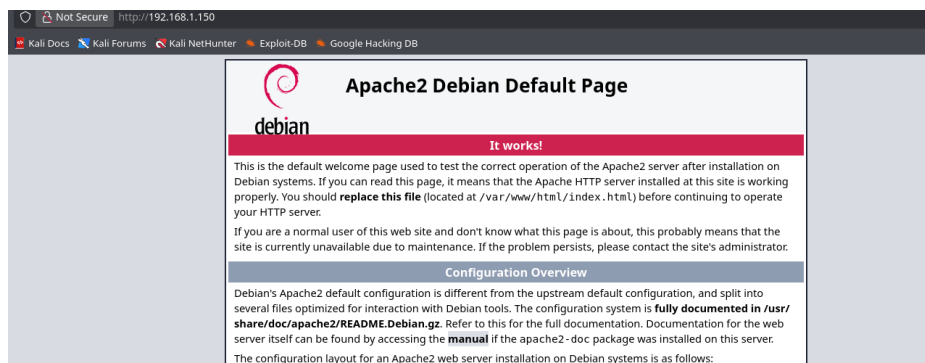 Not Secure http://192.168.1.150
Kali Docs Kali Forums Kali NetHunter Exploit-DB Google Hacking DB
debian
Apache2 Debian Default Page
It works!
This is the default welcome page used to test the correct operation of the Apache2 server after installation on
Debian systems. If you can read this page, it means that the Apache HTTP server installed at this site is working
properly. You should replace this file (located at /var/www/html/index.html) before continuing to operate
your HTTP server.
If you are a normal user of this web site and don't know what this page is about, this probably means that the
site is currently unavailable due to maintenance. If the problem persists, please contact the site's administrator.
Configuration Overview
Debian's Apache2 default configuration is different from the upstream default configuration, and split into
several files optimized for interaction with Debian tools. The configuration system is fully documented in /usr/
share/doc/apache2/README.Debian.gz. Refer to this for the full documentation. Documentation for the web
server itself can be found by accessing the manual if the apache2-doc package was installed on this server.
The configuration layout for an Apache2 web server installation on Debian systems is as follows: